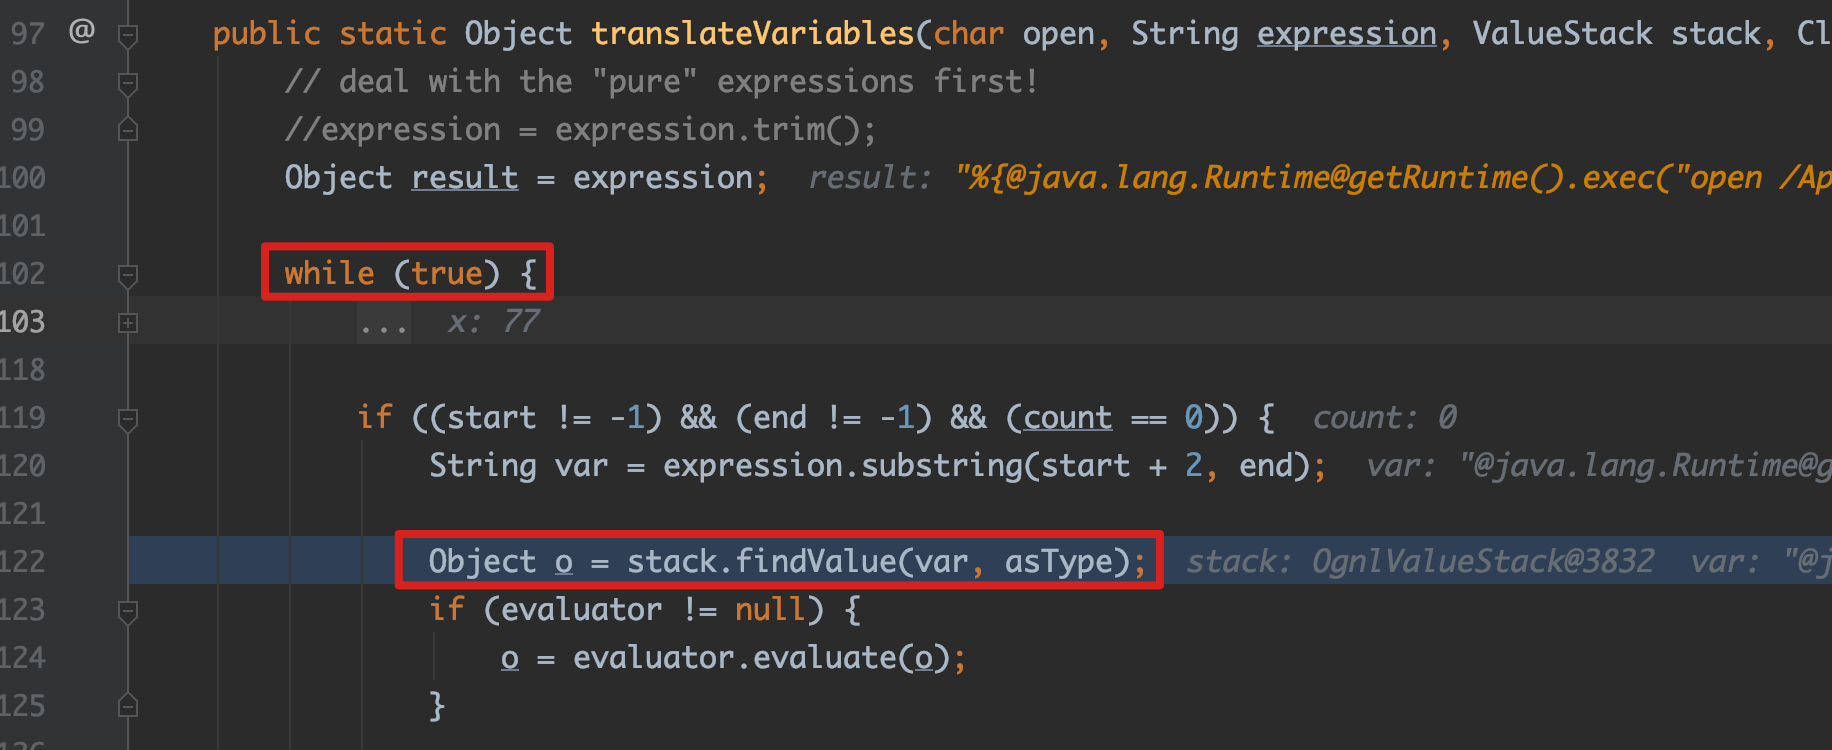 97 @ public static Object translateVariables(char open, String expression, ValueStack stack, Cl
98 // deal with the "pure" expressions first!
99 //expression = expression.trim();
100 Object result = expression; result: "%{@java.lang.Runtime@getRuntime().exec("open /Ap
101
102 while (true) {
103 ... x: 77
118
119 if ((start != -1) && (end != -1) && (count == 0)) { count: 0
120 String var = expression.substring(start + 2, end); var: "@java.lang.Runtime@g
121
122 Object o = stack.findValue(var, asType); stack: OgnlValueStack@3832 var: "@j
123 if (evaluator != null) {
124 o = evaluator.evaluate(o);
125 }